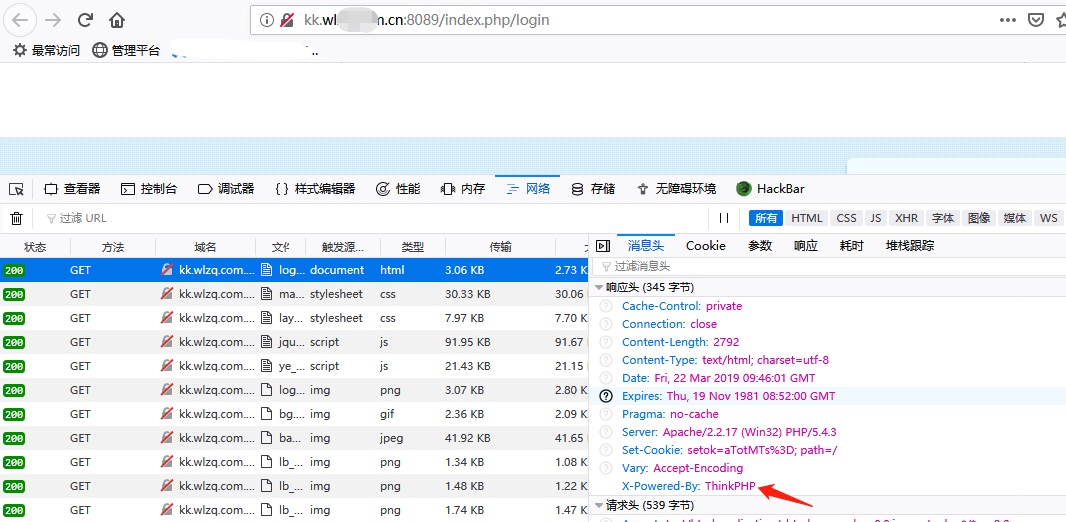 kk.wl m.cn:8089/index.php/login
最常访问 管理平台 ..
查看器 控制台 调试器 {} 样式编辑器 性能 内存 网络 存储 无障碍环境 HackBar
过滤 URL 所有 HTML CSS JS XHR 字体 图像 媒体 WS
状态 方法 域名 触发源... 类型 传输
消息头 Cookie 参数 响应 耗时 堆栈跟踪
过滤消息头
200 GET kk.wlzq.com.... log... document html 3.06 KB 2.73 K
200 GET kk.wlzq.com.... ma... stylesheet css 30.33 KB 30.06
200 GET kk.wlzq.com.... lay... stylesheet css 7.97 KB 7.70 K
200 GET kk.wlzq.com.... jqu... script js 91.95 KB 91.67
200 GET kk.wlzq.com.... ye_... script js 21.43 KB 21.15
200 GET kk.wlzq.com.... log... img png 3.07 KB 2.80 K
200 GET kk.wlzq.com.... bg.... img gif 2.36 KB 2.09 K
200 GET kk.wlzq.com.... ba... img jpeg 41.92 KB 41.65
200 GET kk.wlzq.com.... lb_... img png 1.34 KB 1.08 K
200 GET kk.wlzq.com.... lb_... img png 1.48 KB 1.22 K
200 GET kk.wlzq.com.... lb_... img png 1.74 KB 1.47 K
响应头 (345 字节)
Cache-Control: private
Connection: close
Content-Length: 2792
Content-Type: text/html; charset=utf-8
Date: Fri, 22 Mar 2019 09:46:01 GMT
Expires: Thu, 19 Nov 1981 08:52:00 GMT
Pragma: no-cache
Server: Apache/2.2.17 (Win32) PHP/5.4.3
Set-Cookie: setok=aTotMTs%3D; path=/
Vary: Accept-Encoding
X-Powered-By: ThinkPHP
请求头 (539 字节)